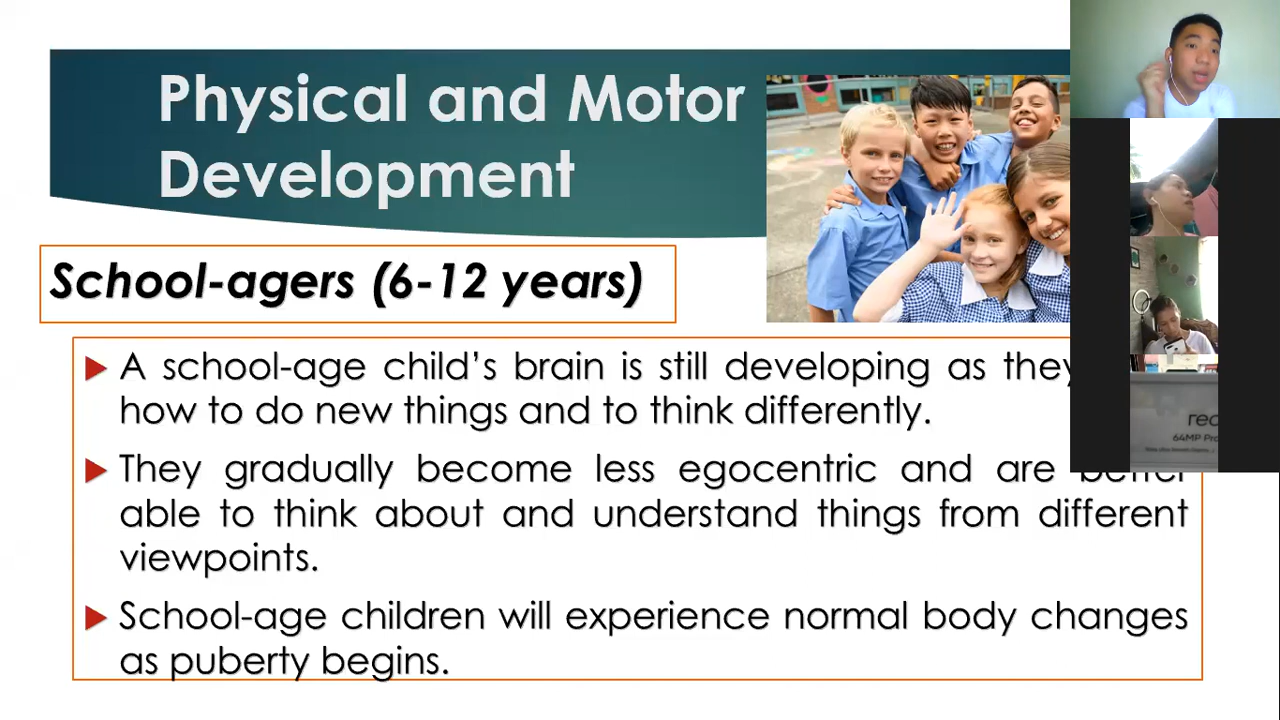 Physical and Motor
Development
School-agers (6-12 years)
A school-age child's brain is still developing as they
how to do new things and to think differently.
They gradually become less egocentric and are better
able to think about and understand things from different
viewpoints.
School-age children will experience normal body changes
as puberty begins.
64MP